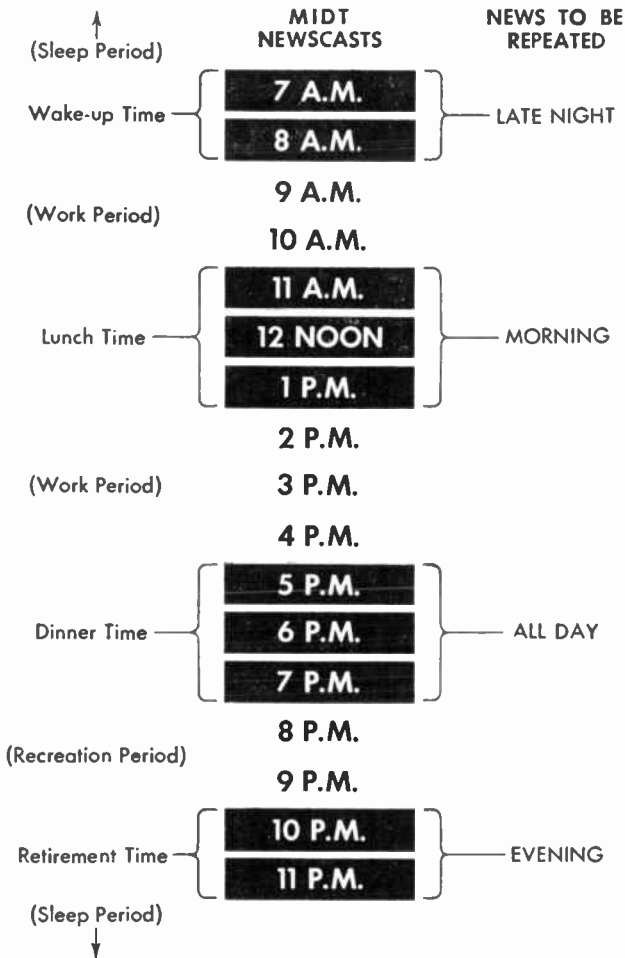 MIDT NEWS TO BE
NEWSCASTS REPEATED
(Sleep Period)
7 A.M.
Wake-up Time LATE NIGHT
8 A.M.
9 A.M.
(Work Period)
10 A.M.
11 A.M.
Lunch Time 12 NOON MORNING
1 P.M.
2 P.M.
(Work Period) 3 P.M.
4 P.M.
5 P.M.
Dinner Time 6 P.M. ALL DAY
7 P.M.
8 P.M.
(Recreation Period)
9 P.M.
10 P.M.
Retirement Time EVENING
11 P.M.
(Sleep Period)